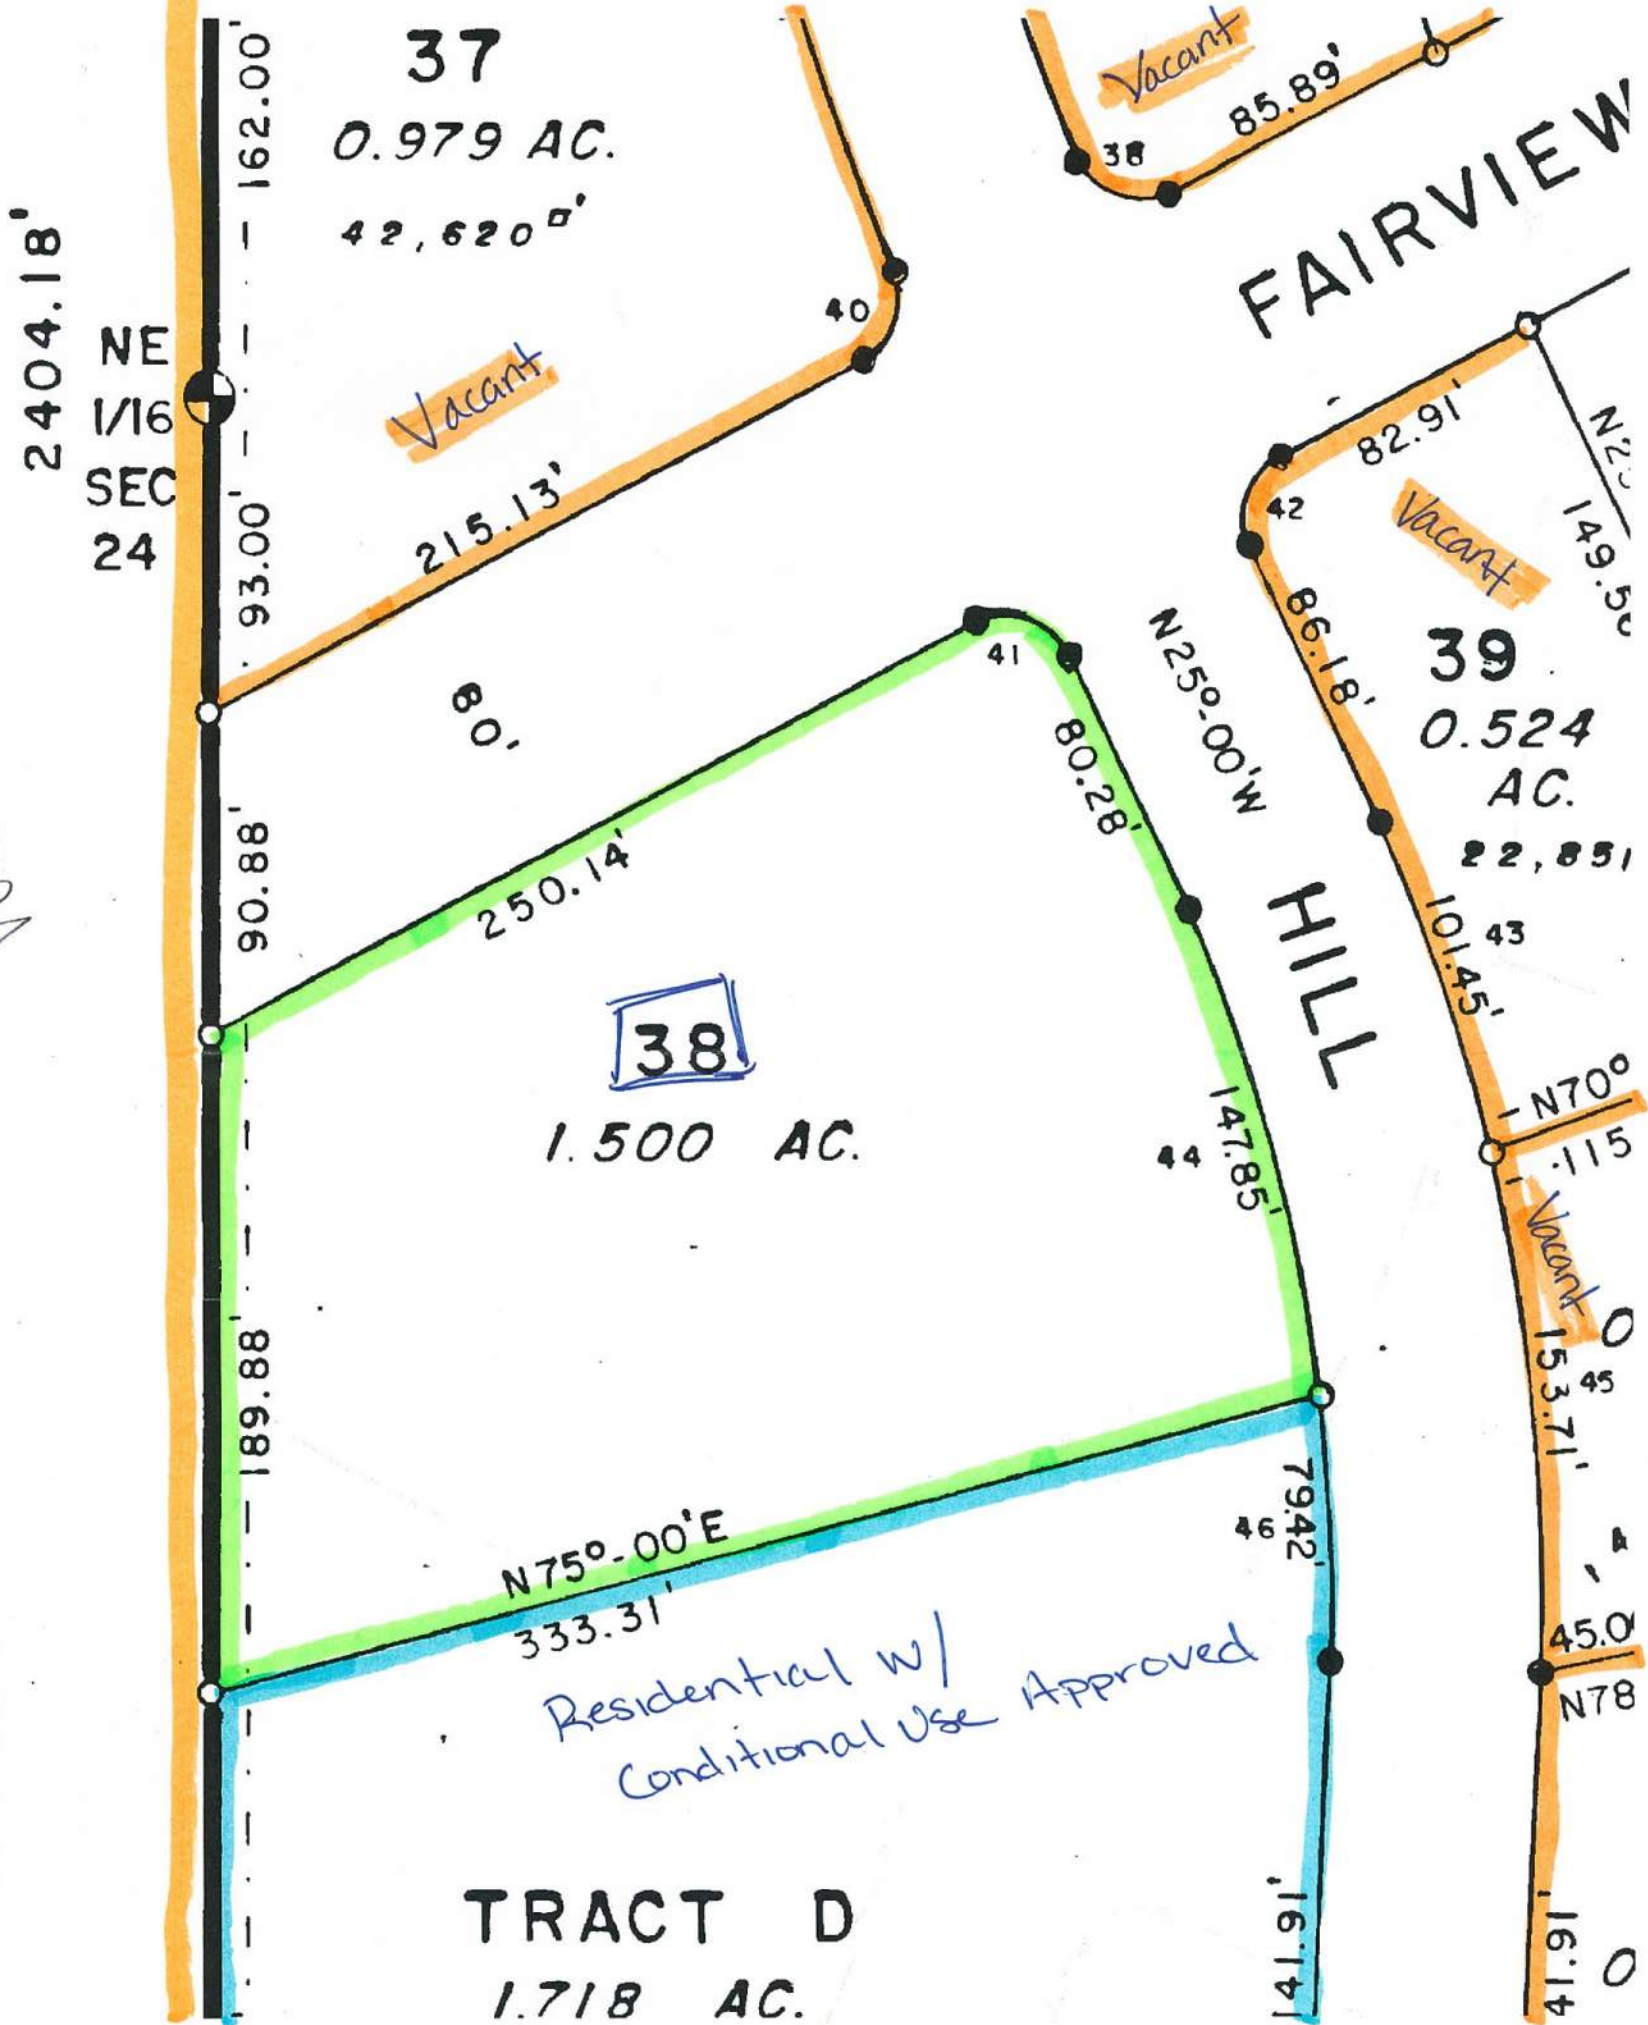 37
0.979 AC.
42,620 □'
162.00'
2404.18'
NE
1/16
SEC
24
Vacant
40
215.13'
93.00'
Vacant
38
85.89'
FAIRVIEW
82.91'
42
Vacant
149.50
86.18'
39
0.524
AC.
22,851
80'
90.88'
250.14'
41
80.28'
N25°-00'W
HILL
101.45'
43
38
1.500 AC.
44
147.85'
N70°
115
Vacant
153.71'
45
189.88'
N75°-00'E
333.31'
46
79.42'
Residential w/
Conditional Use Approved
45.0
N78
TRACT D
1.718 AC.
141.91'
41.91'